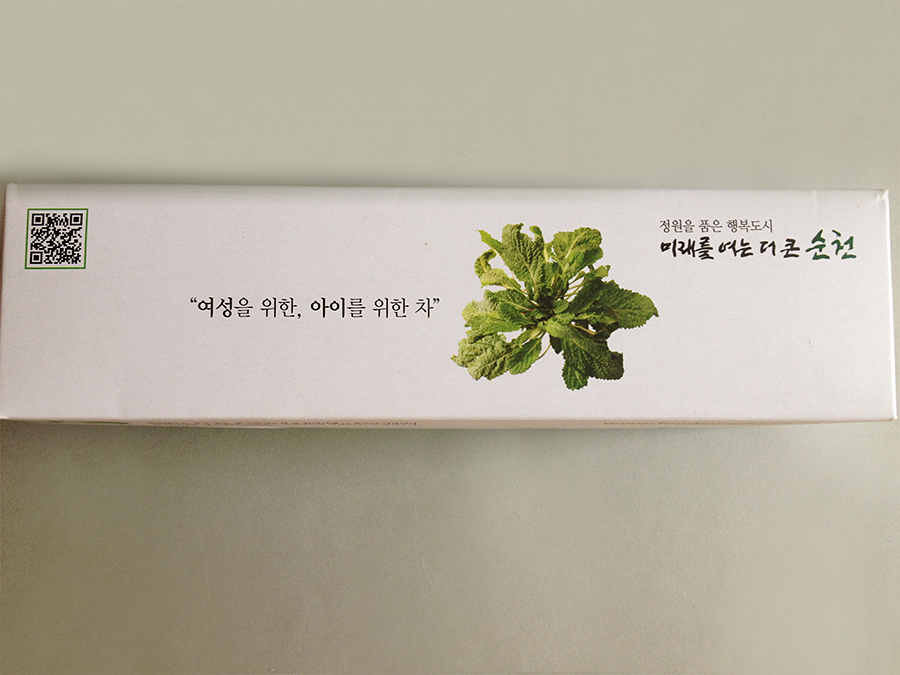 정원을 품은 행복도시
미래를 여는 더 큰 순천
“여성을 위한, 아이를 위한 차”